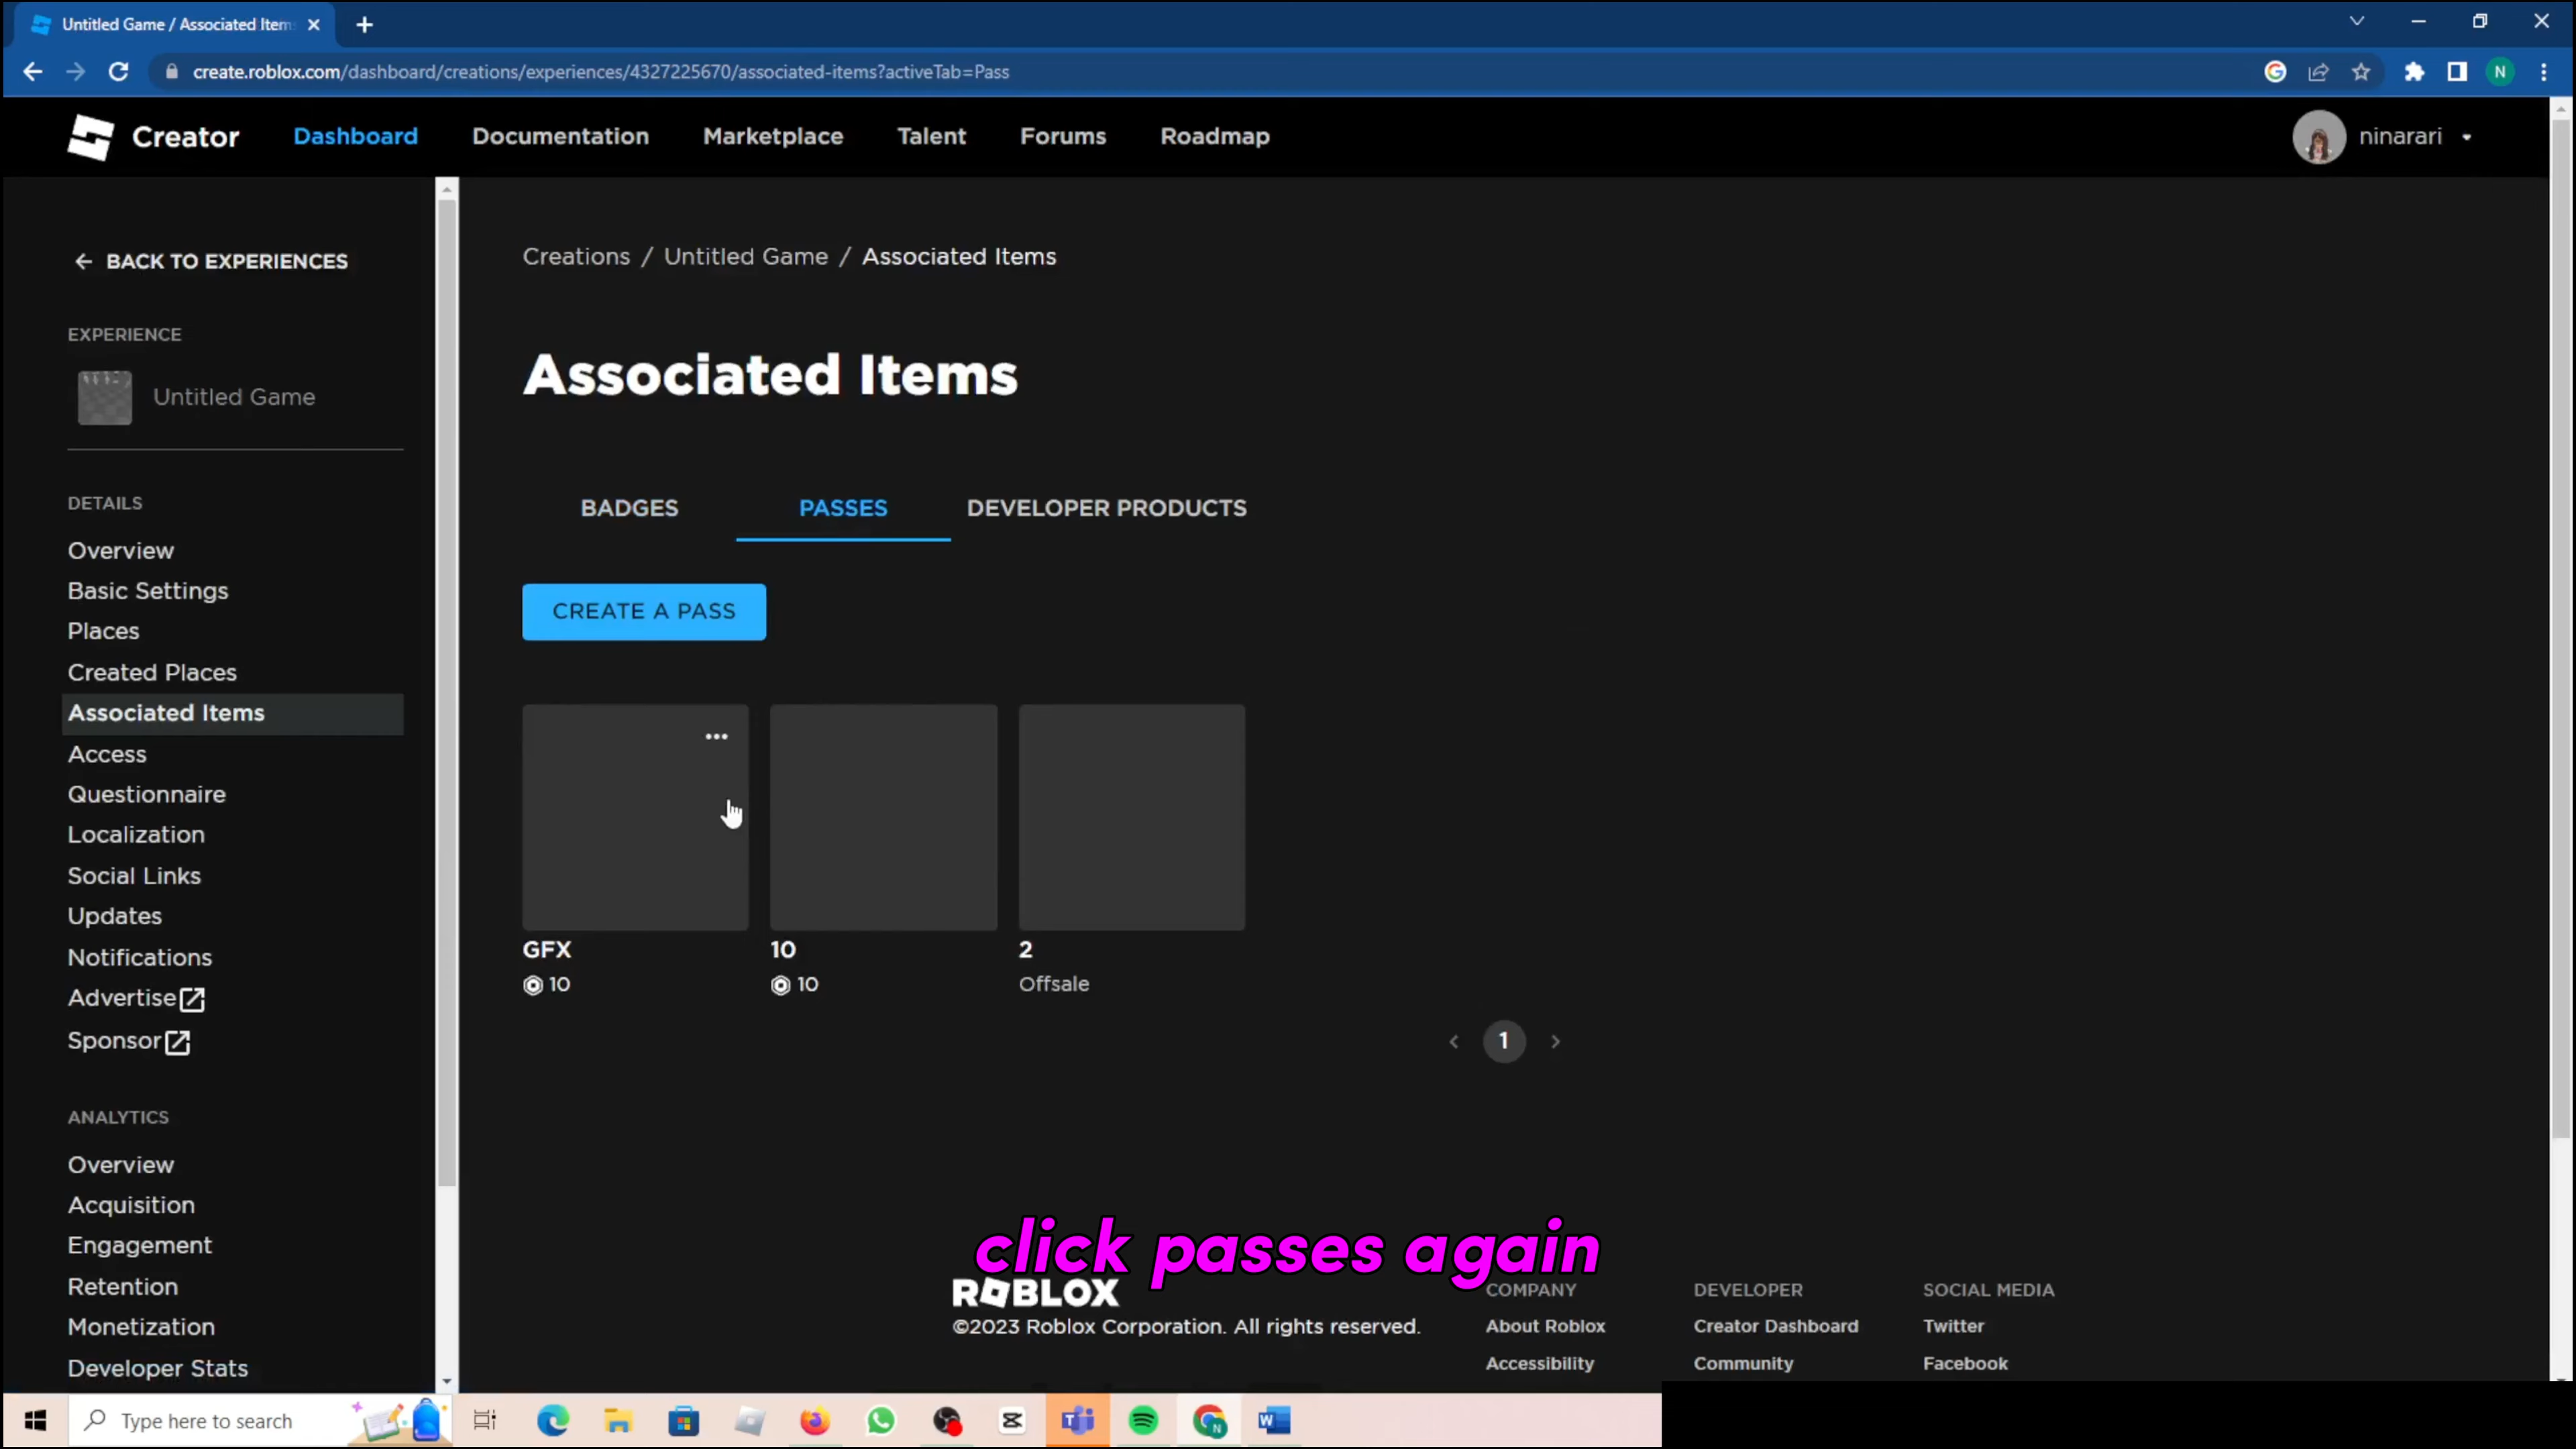 Untitled Game / Associated Item
create.roblox.com/dashboard/creations/experiences/4327225670/associated-items?activeTab=Pass
N
Creator
Dashboard
Documentation
Marketplace
Talent
Forums
Roadmap
ninarari
BACK TO EXPERIENCES
EXPERIENCE
Untitled Game
DETAILS
Overview
Basic Settings
Places
Created Places
Associated Items
Access
Questionnaire
Localization
Social Links
Updates
Notifications
Advertise
Sponsor
ANALYTICS
Overview
Acquisition
Engagement
Retention
Monetization
Developer Stats
Creations / Untitled Game / Associated Items
Associated Items
BADGES
PASSES
DEVELOPER PRODUCTS
CREATE A PASS
GFX
10
10
10
2
Offsale
1
click passes again
ROBLOX
©2023 Roblox Corporation. All rights reserved.
COMPANY
About Roblox
Accessibility
DEVELOPER
Creator Dashboard
Community
SOCIAL MEDIA
Twitter
Facebook
Type here to search